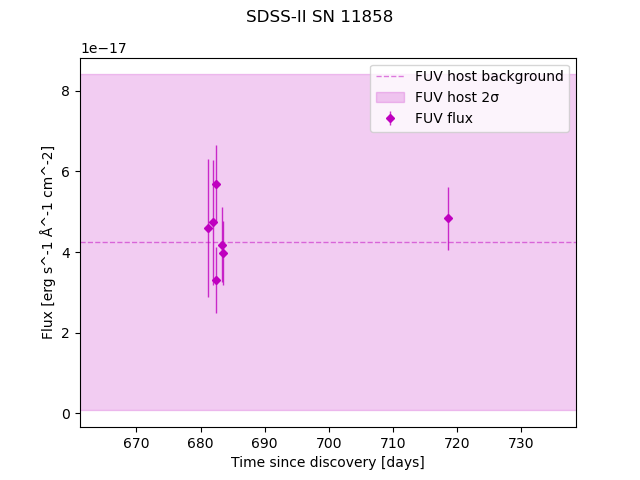 SDSS-II SN 11858
1e−17
FUV host background
FUV host 2σ
FUV flux
8
6
4
2
0
Flux [erg s^-1 Å^-1 cm^-2]
670 680 690 700 710 720 730
Time since discovery [days]